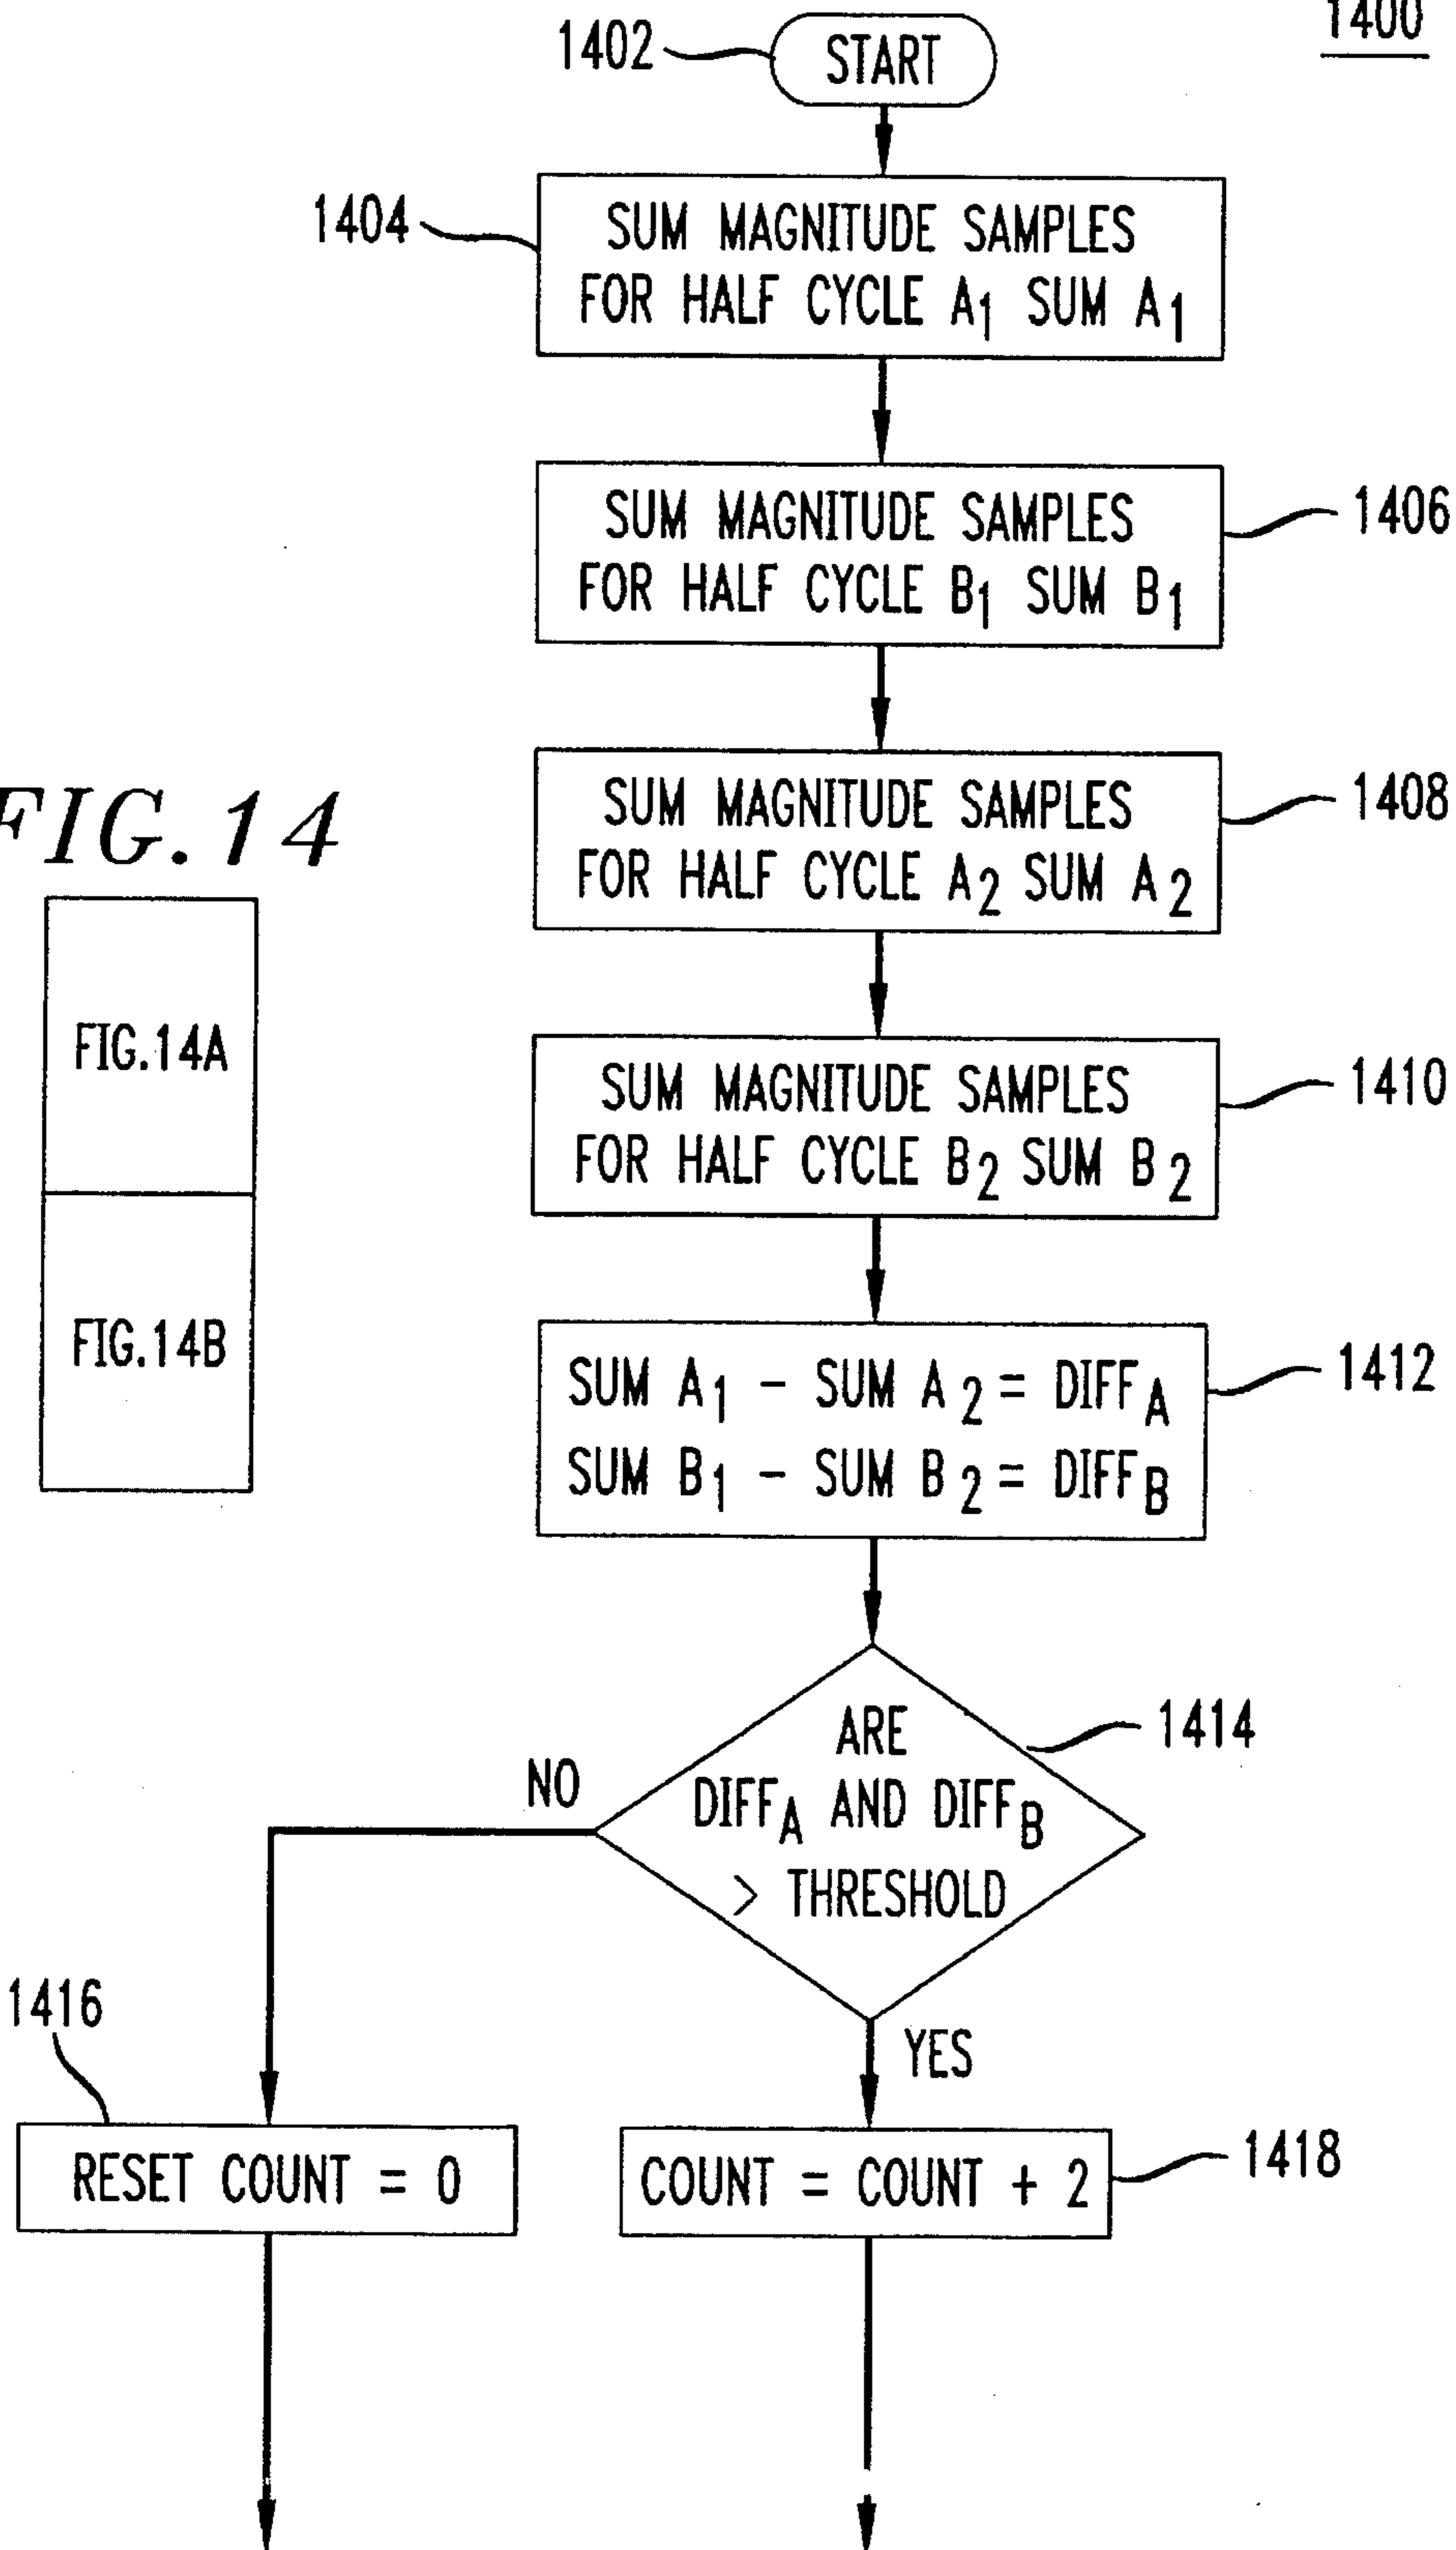 1400
1402
START
1404
SUM MAGNITUDE SAMPLES
FOR HALF CYCLE A1 SUM A1
SUM MAGNITUDE SAMPLES
FOR HALF CYCLE B1 SUM B1
1406
SUM MAGNITUDE SAMPLES
FOR HALF CYCLE A2 SUM A2
1408
FIG. 14
FIG.14A
FIG.14B
SUM MAGNITUDE SAMPLES
FOR HALF CYCLE B2 SUM B2
1410
SUM A1 - SUM A2 = DIFFA
SUM B1 - SUM B2 = DIFFB
1412
ARE
DIFFA AND DIFFB
> THRESHOLD
1414
NO
YES
1416
RESET COUNT = 0
COUNT = COUNT + 2
1418